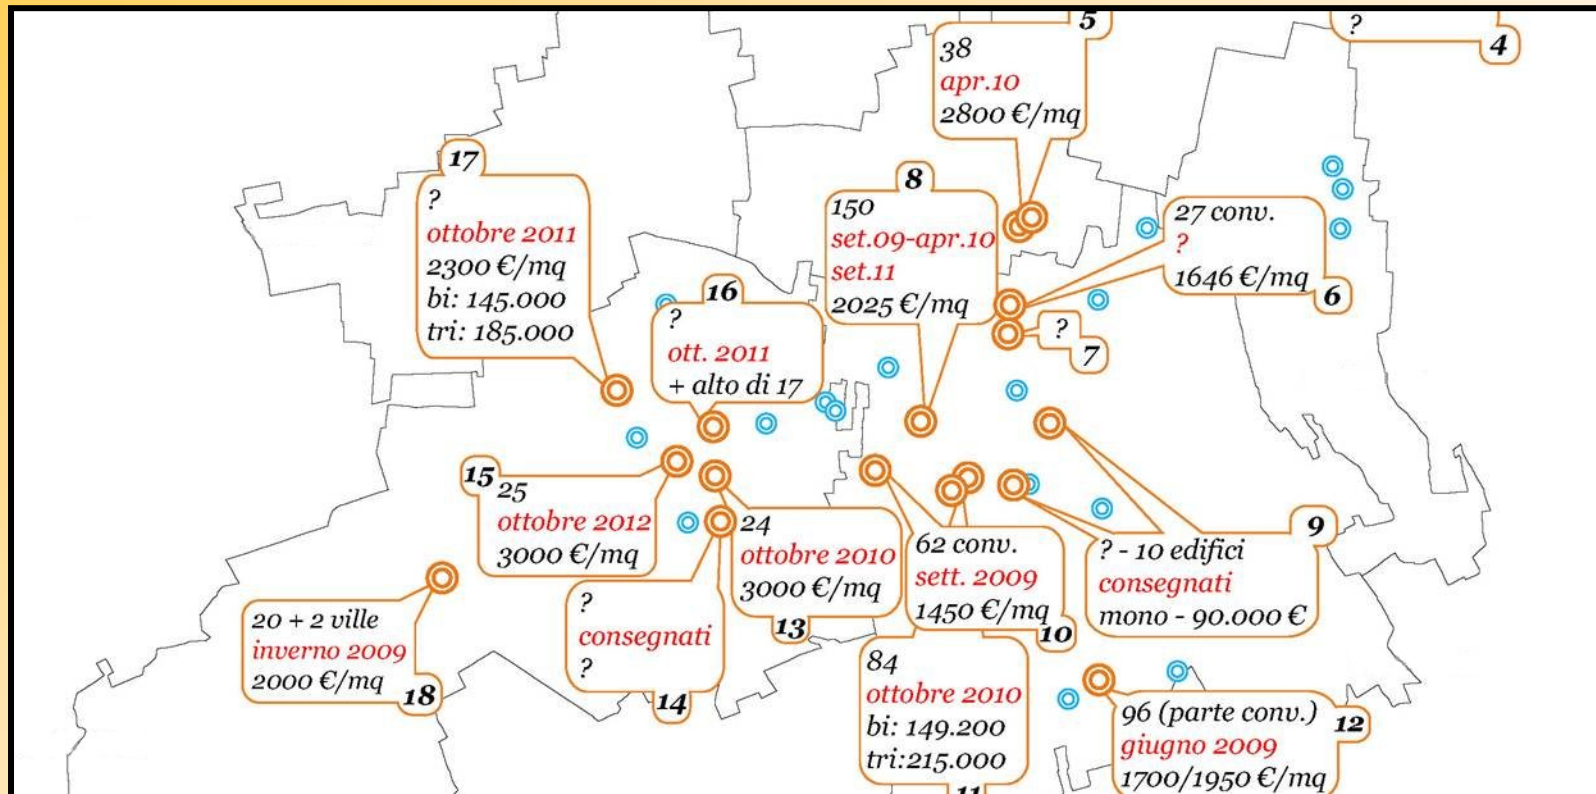 5
38
apr.10
2800 €/mq
?
4
17
?
ottobre 2011
2300 €/mq
bi: 145.000
tri: 185.000
8
150
set.09-apr.10
set.11
2025 €/mq
27 conv.
?
1646 €/mq
6
16
?
ott. 2011
+ alto di 17
?
7
15
25
ottobre 2012
3000 €/mq
24
ottobre 2010
3000 €/mq
13
62 conv.
sett. 2009
1450 €/mq
10
9
? - 10 edifici
consegnati
mono - 90.000 €
20 + 2 ville
inverno 2009
2000 €/mq
18
?
consegnati
?
14
84
ottobre 2010
bi: 149.200
tri:215.000
11
96 (parte conv.)
12
giugno 2009
1700/1950 €/mq